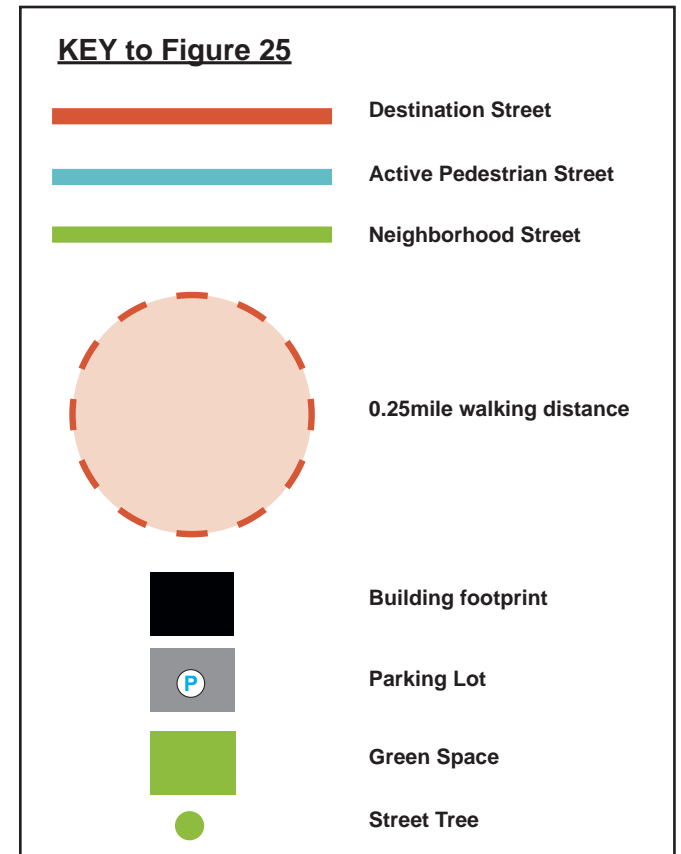 KEY to Figure 25
Destination Street
Active Pedestrian Street
Neighborhood Street
0.25mile walking distance
Building footprint
P
Parking Lot
Green Space
Street Tree